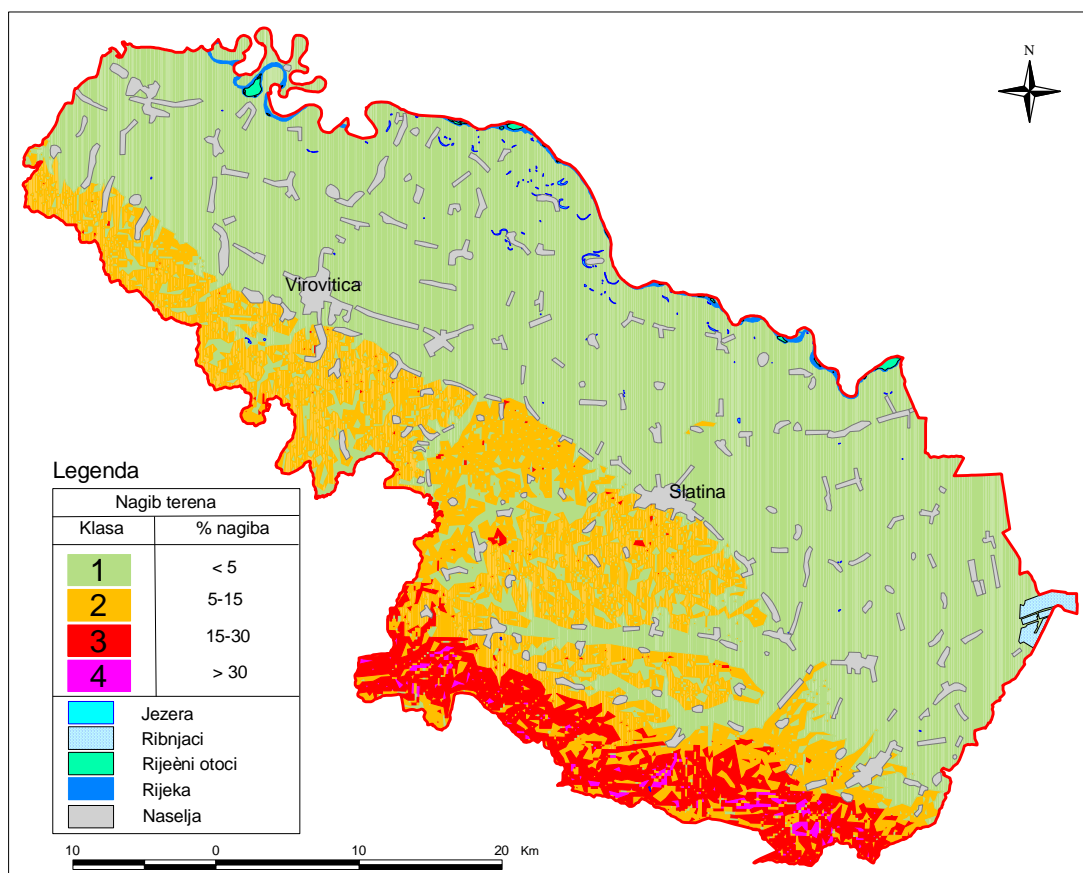 N
Virovitica
Slatina
Legenda
Nagib terena
Klasa % nagiba
1 < 5
2 5-15
3 15-30
4 > 30
Jezera
Ribnjaci
Rijeèni otoci
Rijeka
Naselja
10 0 10 20 Km